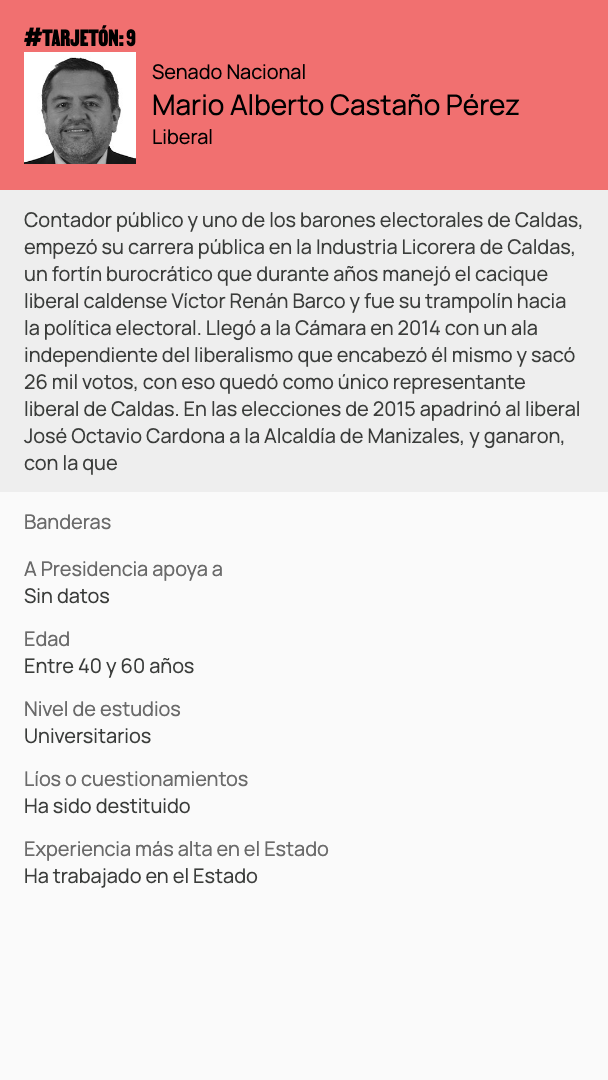 #TARJETÓN: 9
Senado Nacional
Mario Alberto Castaño Pérez
Liberal
Contador público y uno de los barones electorales de Caldas,
empezó su carrera pública en la Industria Licorera de Caldas,
un fortín burocrático que durante años manejó el cacique
liberal caldense Víctor Renán Barco y fue su trampolín hacia
la política electoral. Llegó a la Cámara en 2014 con un ala
independiente del liberalismo que encabezó él mismo y sacó
26 mil votos, con eso quedó como único representante
liberal de Caldas. En las elecciones de 2015 apadrinó al liberal
José Octavio Cardona a la Alcaldía de Manizales, y ganaron,
con la que
Banderas
A Presidencia apoya a
Sin datos
Edad
Entre 40 y 60 años
Nivel de estudios
Universitarios
Líos o cuestionamientos
Ha sido destituido
Experiencia más alta en el Estado
Ha trabajado en el Estado